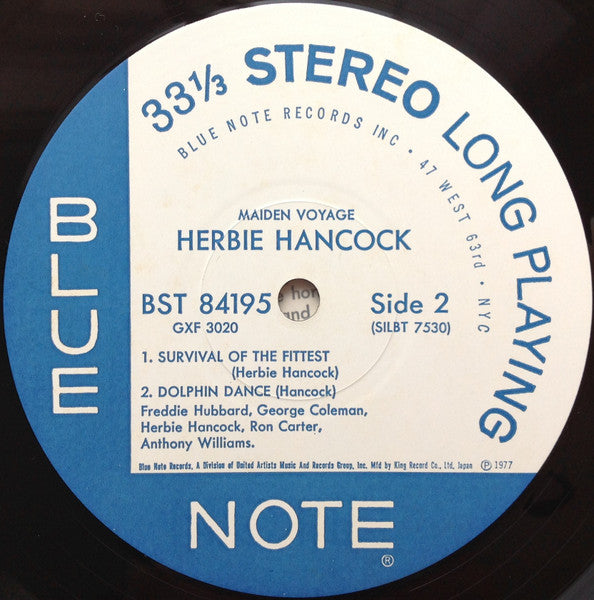 33⅓ STEREO LONG PLAYING
BLUE NOTE RECORDS INC · 47 WEST 63rd · NYC
MAIDEN VOYAGE
HERBIE HANCOCK
BST 84195
GXF 3020
Side 2
(SILBT 7530)
1. SURVIVAL OF THE FITTEST
(Herbie Hancock)
2. DOLPHIN DANCE (Hancock)
Freddie Hubbard, George Coleman,
Herbie Hancock, Ron Carter,
Anthony Williams.
Blue Note Records, A Division of United Artists Music And Records Group, Inc. Mfd by King Record Co., Ltd, Japan ℗ 1977
BLUE
NOTE®